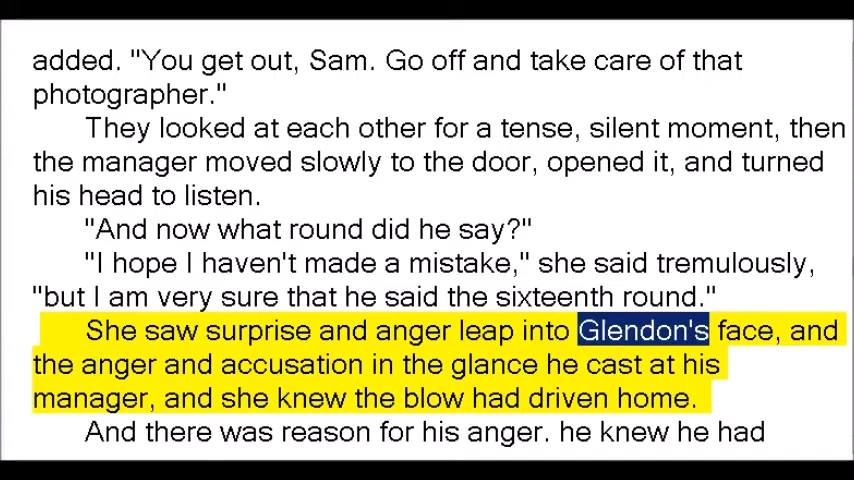 added. "You get out, Sam. Go off and take care of that
photographer."
They looked at each other for a tense, silent moment, then
the manager moved slowly to the door, opened it, and turned
his head to listen.
"And now what round did he say?"
"I hope I haven't made a mistake," she said tremulously,
"but I am very sure that he said the sixteenth round."
She saw surprise and anger leap into Glendon's face, and
the anger and accusation in the glance he cast at his
manager, and she knew the blow had driven home.
And there was reason for his anger. he knew he had